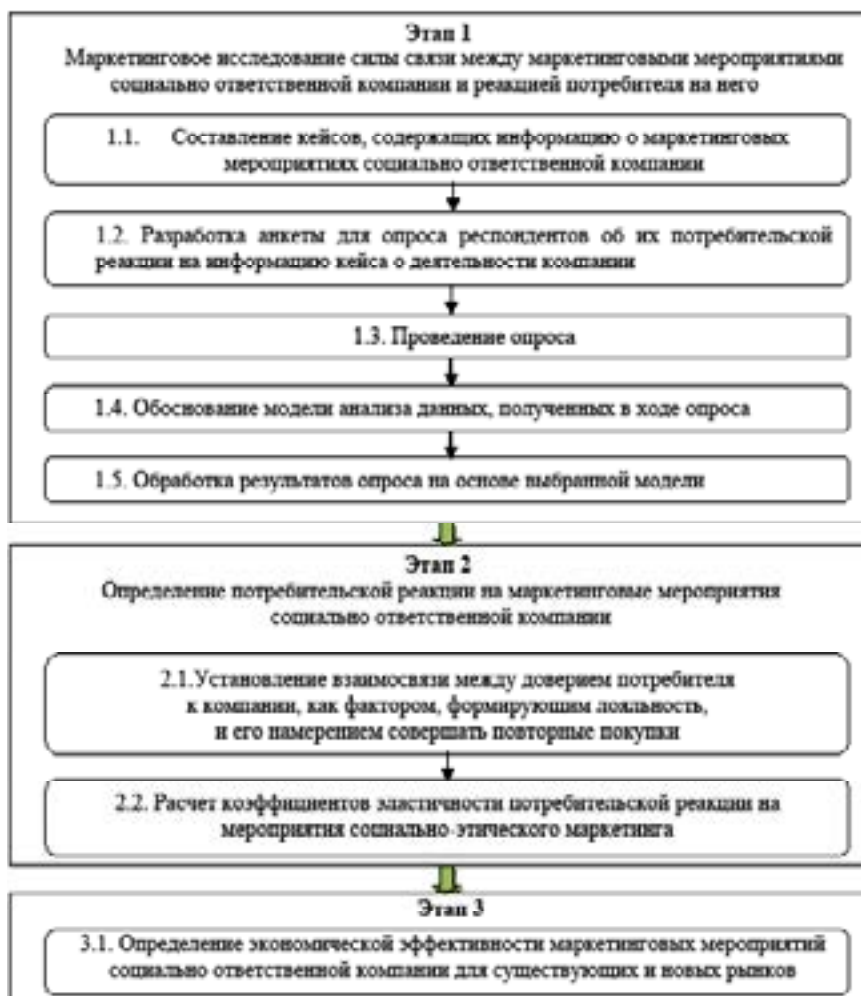 Этап 1
Маркетинговое исследование силы связи между маркетинговыми мероприятиями
социально ответственной компании и реакцией потребителя на него
1.1. Составление кейсов, содержащих информацию о маркетинговых
мероприятиях социально ответственной компании
1.2. Разработка анкеты для опроса респондентов об их потребительской
реакции на информацию кейса о деятельности компании
1.3. Проведение опроса
1.4. Обоснование модели анализа данных, полученных в ходе опроса
1.5. Обработка результатов опроса на основе выбранной модели
Этап 2
Определение потребительской реакции на маркетинговые мероприятия
социально ответственной компании
2.1.Установление взаимосвязи между доверием потребителя
к компании, как фактором, формирующим лояльность,
и его намерением совершать повторные покупки
2.2. Расчет коэффициентов эластичности потребительской реакции на
мероприятия социально-этического маркетинга
Этап 3
3.1. Определение экономической эффективности маркетинговых мероприятий
социально ответственной компании для существующих и новых рынков